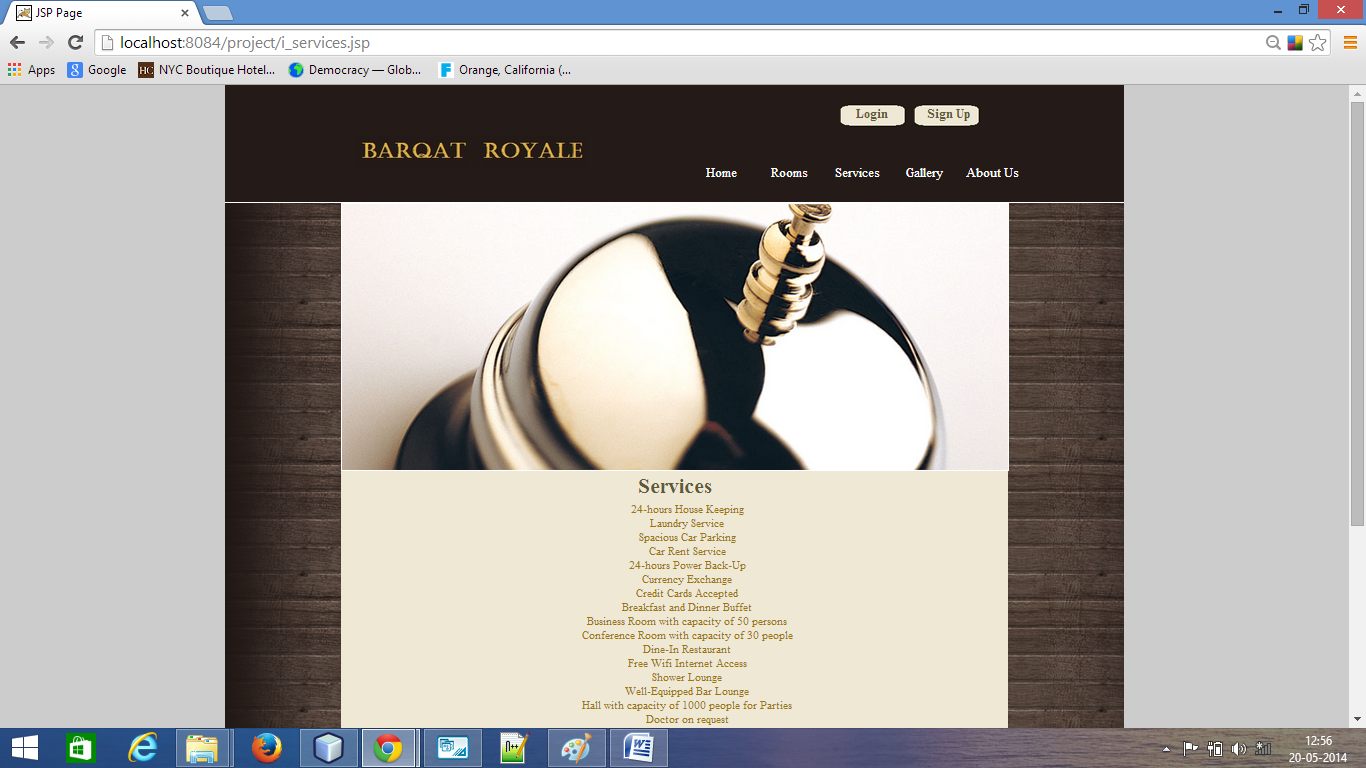 JSP Page
localhost:8084/project/i_services.jsp
Apps Google NYC Boutique Hotel... Democracy — Glob... Orange, California (...
Login Sign Up
BARQAT ROYALE
Home Rooms Services Gallery About Us
Services
24-hours House Keeping
Laundry Service
Spacious Car Parking
Car Rent Service
24-hours Power Back-Up
Currency Exchange
Credit Cards Accepted
Breakfast and Dinner Buffet
Business Room with capacity of 50 persons
Conference Room with capacity of 30 people
Dine-In Restaurant
Free Wifi Internet Access
Shower Lounge
Well-Equipped Bar Lounge
Hall with capacity of 1000 people for Parties
Doctor on request
12:56
20-05-2014